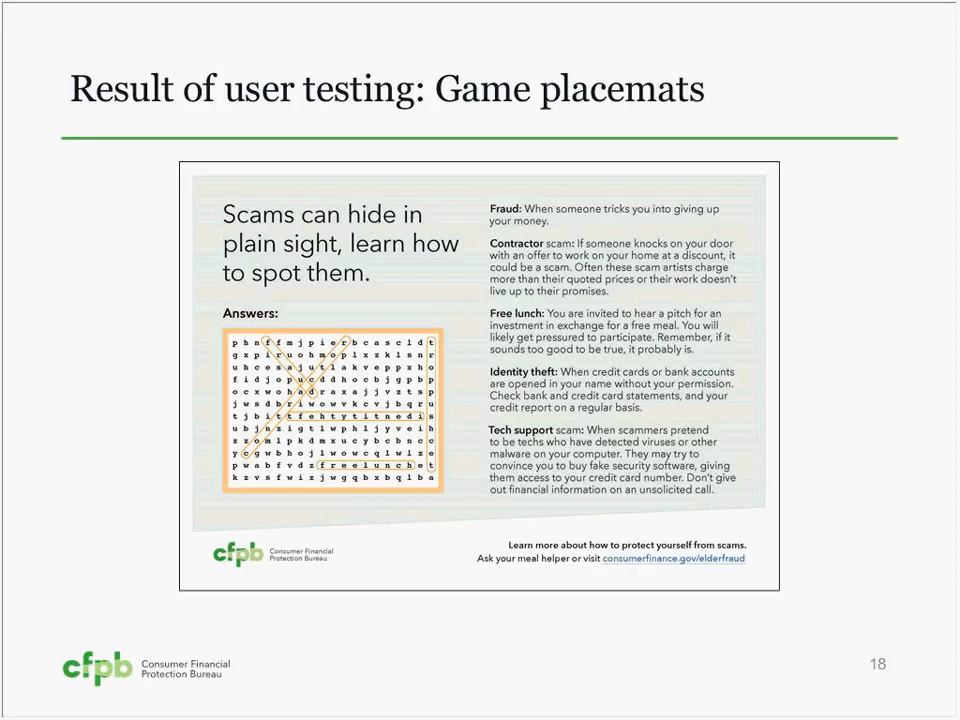 Result of user testing: Game placemats
Scams can hide in
plain sight, learn how
to spot them.
Answers:
p h n f f m j p i e r b c a s c l d t
g x p i r u o h m o p l x z k l s n r
u h c e s a j u t l a k v e p p x h o
f i d j o p u e d d h o c b j g p b p
o c x w o h a d r a x a j j v z t s p
j w s d b r i w o w v k c v j b q r u
t j b i t t f e h t y t i t n e d i s
u b j n z i g t l w p h l j y v e i h
z z o m l p k d m x u c y b c b n c c
y c g w b h o j l w o w c q l w l z e
p w a b f v d z f r e e l u n c h e t
k z v s f w i z j w g q b x b q l b a
Fraud: When someone tricks you into giving up
your money.
Contractor scam: If someone knocks on your door
with an offer to work on your home at a discount, it
could be a scam. Often these scam artists charge
more than their quoted prices or their work doesn't
live up to their promises.
Free lunch: You are invited to hear a pitch for an
investment in exchange for a free meal. You will
likely get pressured to participate. Remember, if it
sounds too good to be true, it probably is.
Identity theft: When credit cards or bank accounts
are opened in your name without your permission.
Check bank and credit card statements, and your
credit report on a regular basis.
Tech support scam: When scammers pretend
to be techs who have detected viruses or other
malware on your computer. They may try to
convince you to buy fake security software, giving
them access to your credit card number. Don't give
out financial information on an unsolicited call.
cfpb Consumer Financial
Protection Bureau
Learn more about how to protect yourself from scams.
Ask your meal helper or visit consumerfinance.gov/elderfraud
cfpb Consumer Financial
Protection Bureau
18